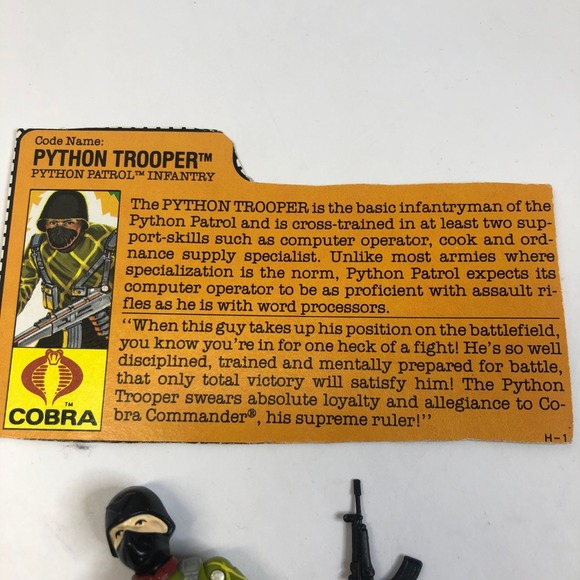 Code Name:
PYTHON TROOPER™
PYTHON PATROL™ INFANTRY
The PYTHON TROOPER is the basic infantryman of the
Python Patrol and is cross-trained in at least two sup-
port-skills such as computer operator, cook and ord-
nance supply specialist. Unlike most armies where
specialization is the norm, Python Patrol expects its
computer operator to be as proficient with assault ri-
fles as he is with word processors.
"When this guy takes up his position on the battlefield,
you know you're in for one heck of a fight! He's so well
disciplined, trained and mentally prepared for battle,
that only total victory will satisfy him! The Python
Trooper swears absolute loyalty and allegiance to Co-
bra Commander®, his supreme ruler!"
TM
COBRA
H-1